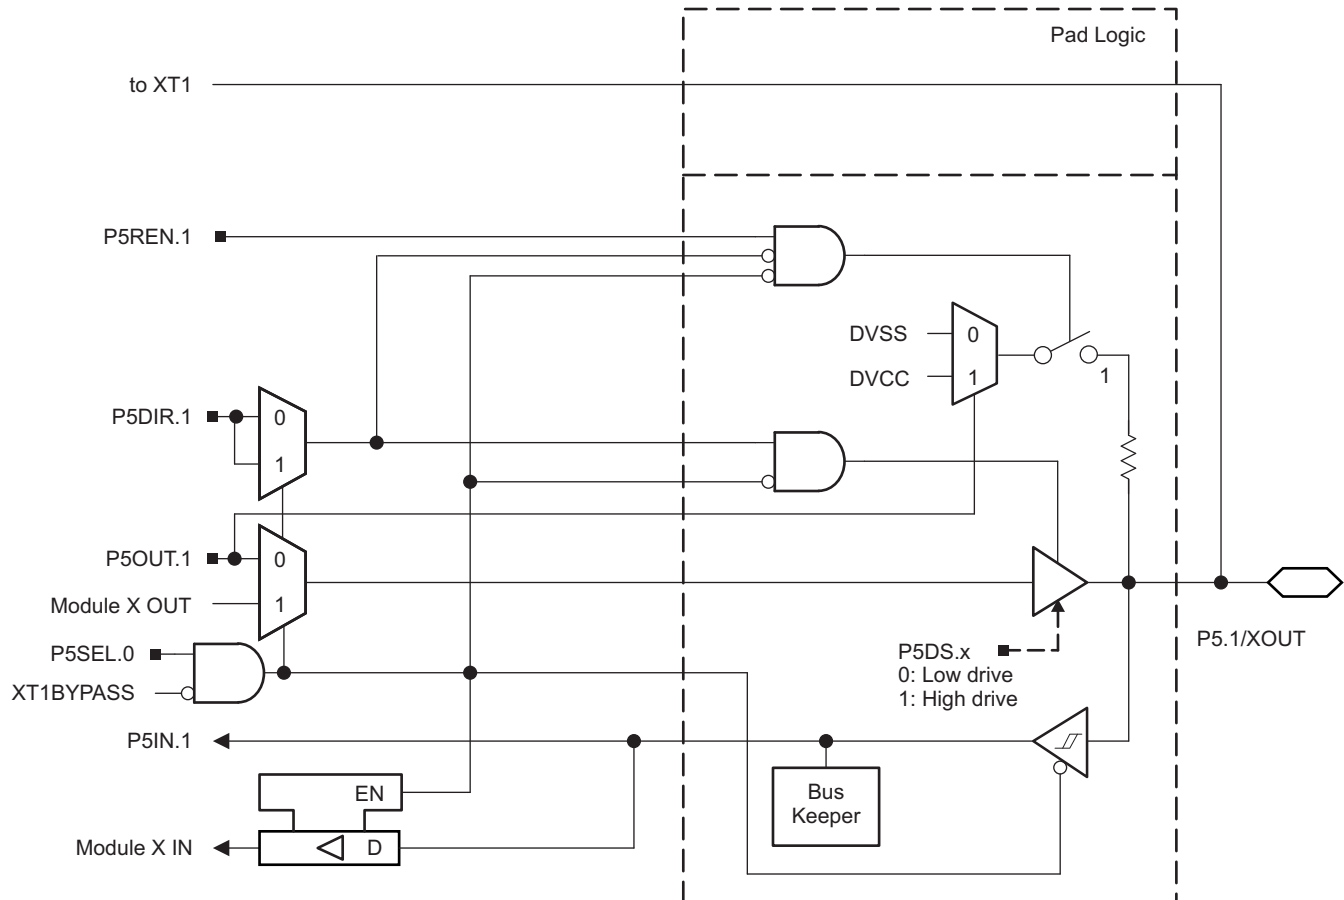 Pad Logic
to XT1
P5REN.1
DVSS
0
DVCC
1
1
P5DIR.1
0
1
P5OUT.1
0
Module X OUT
1
P5SEL.0
XT1BYPASS
P5DS.x
0: Low drive
1: High drive
P5.1/XOUT
P5IN.1
EN
Bus
Keeper
Module X IN
D